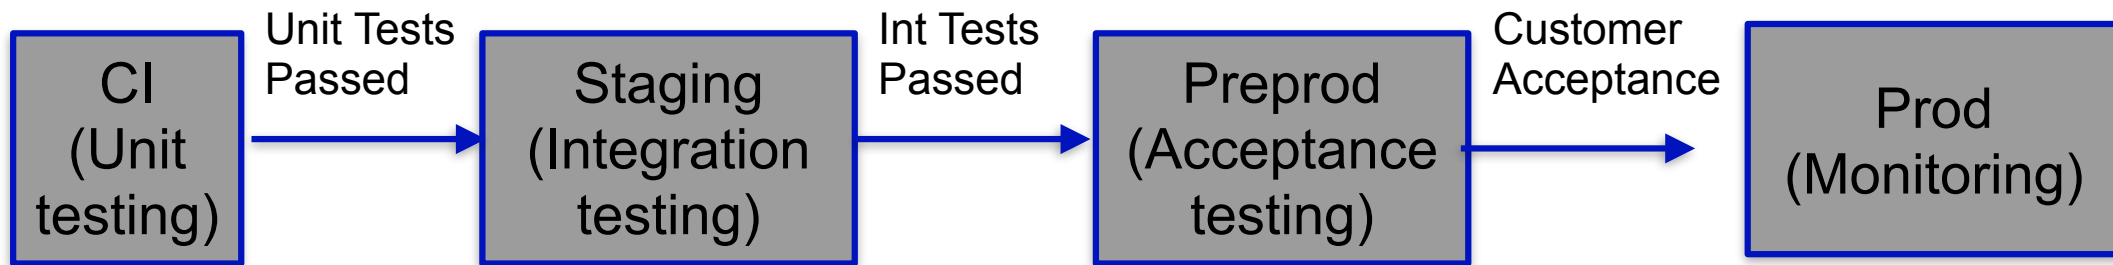 CI
(Unit
testing)
Unit Tests
Passed
Staging
(Integration
testing)
Int Tests
Passed
Preprod
(Acceptance
testing)
Customer
Acceptance
Prod
(Monitoring)